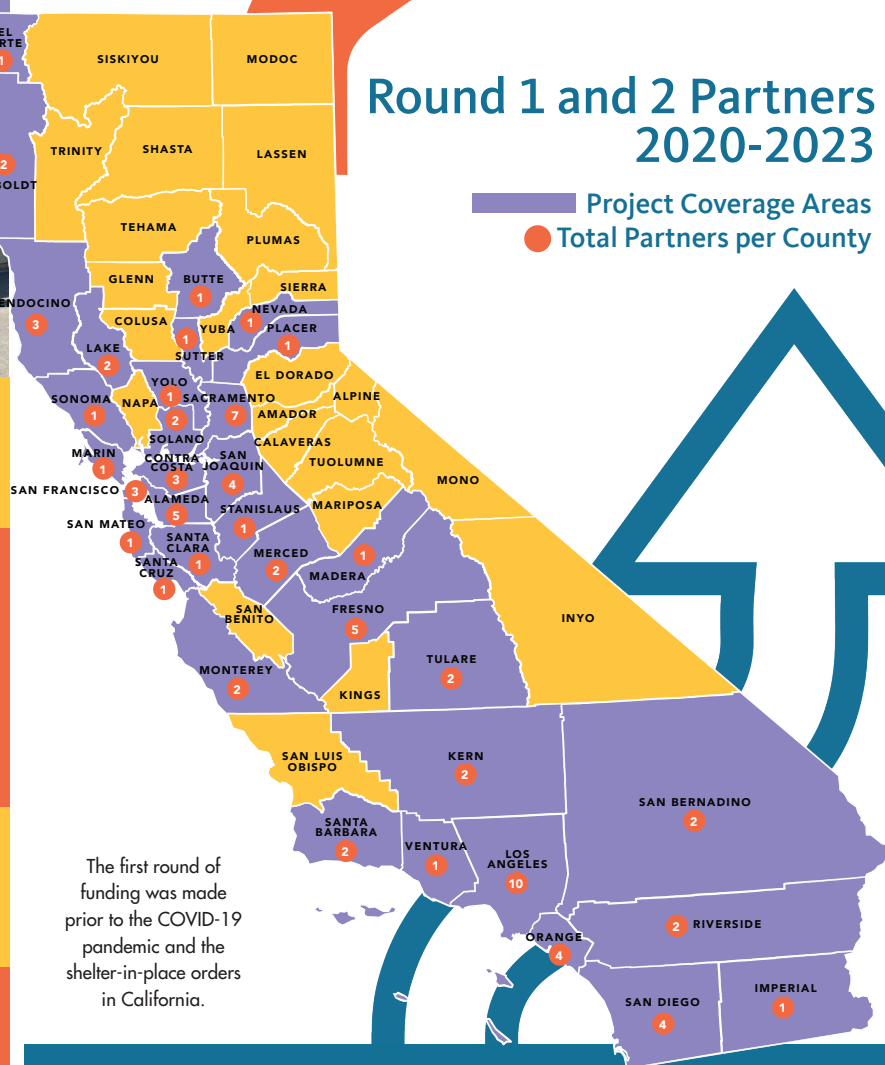 Round 1 and 2 Partners
2020-2023
Project Coverage Areas
Total Partners per County
EL
RTE
1
SISKIYOU
MODOC
2
BOLDT
TRINITY
SHASTA
LASSEN
TEHAMA
PLUMAS
GLENN
BUTTE
1
SIERRA
ENDOCINO
3
COLUSA
YUBA
NEVADA
1
PLACER
1
LAKE
2
1
SUTTER
EL DORADO
YOLO
1
SACRAMENTO
7
SONOMA
1
NAPA
ALPINE
2
SOLANO
AMADOR
CALAVERAS
MARIN
1
CONTRA
COSTA
3
SAN
JOAQUIN
4
TUOLUMNE
MONO
SAN FRANCISCO
3
ALAMEDA
5
STANISLAUS
1
MARIPOSA
SAN MATEO
1
SANTA
CLARA
1
MERCED
2
1
MADERA
SANTA
CRUZ
1
SAN
BENITO
FRESNO
5
INYO
MONTEREY
2
TULARE
2
KINGS
SAN LUIS
OBISPO
KERN
2
SAN BERNADINO
2
SANTA
BARBARA
2
VENTURA
1
LOS
ANGELES
10
2 RIVERSIDE
ORANGE
4
SAN DIEGO
4
IMPERIAL
1
The first round of
funding was made
prior to the COVID-19
pandemic and the
shelter-in-place orders
in California.